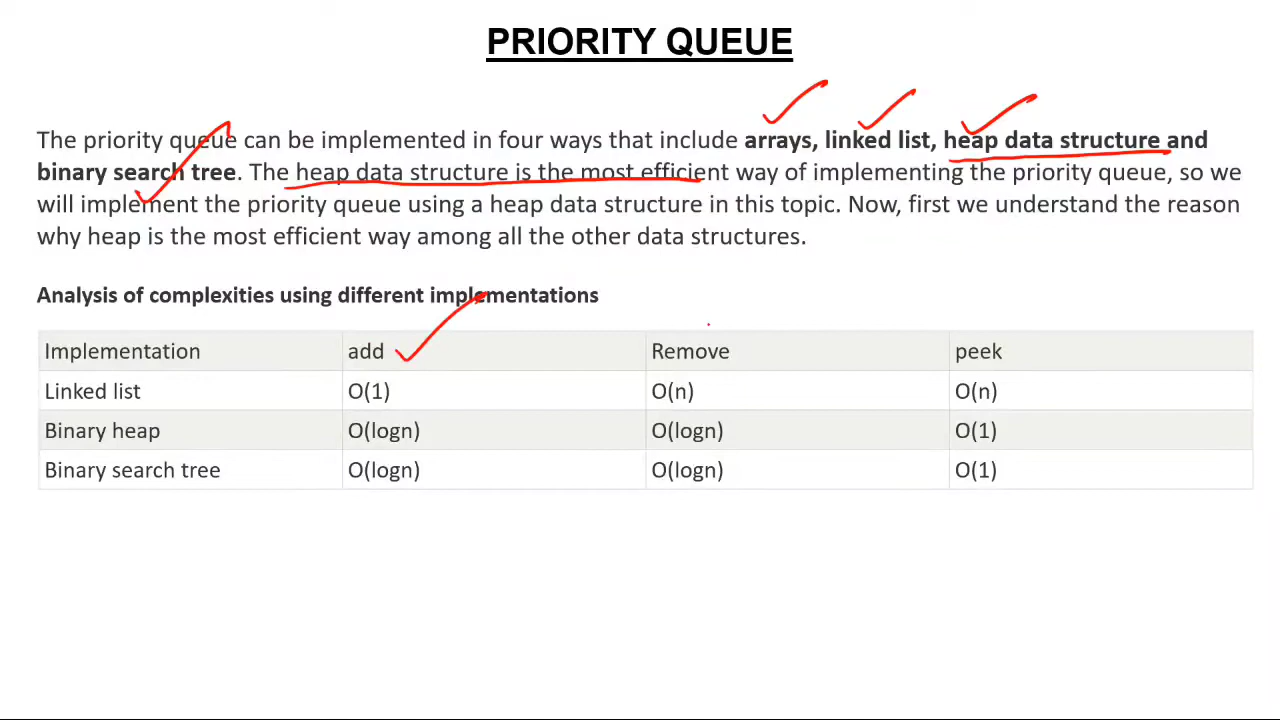 PRIORITY QUEUE
The priority queue can be implemented in four ways that include arrays, linked list, heap data structure and
binary search tree. The heap data structure is the most efficient way of implementing the priority queue, so we
will implement the priority queue using a heap data structure in this topic. Now, first we understand the reason
why heap is the most efficient way among all the other data structures.
Analysis of complexities using different implementations
Implementation add Remove peek
Linked list O(1) O(n) O(n)
Binary heap O(logn) O(logn) O(1)
Binary search tree O(logn) O(logn) O(1)